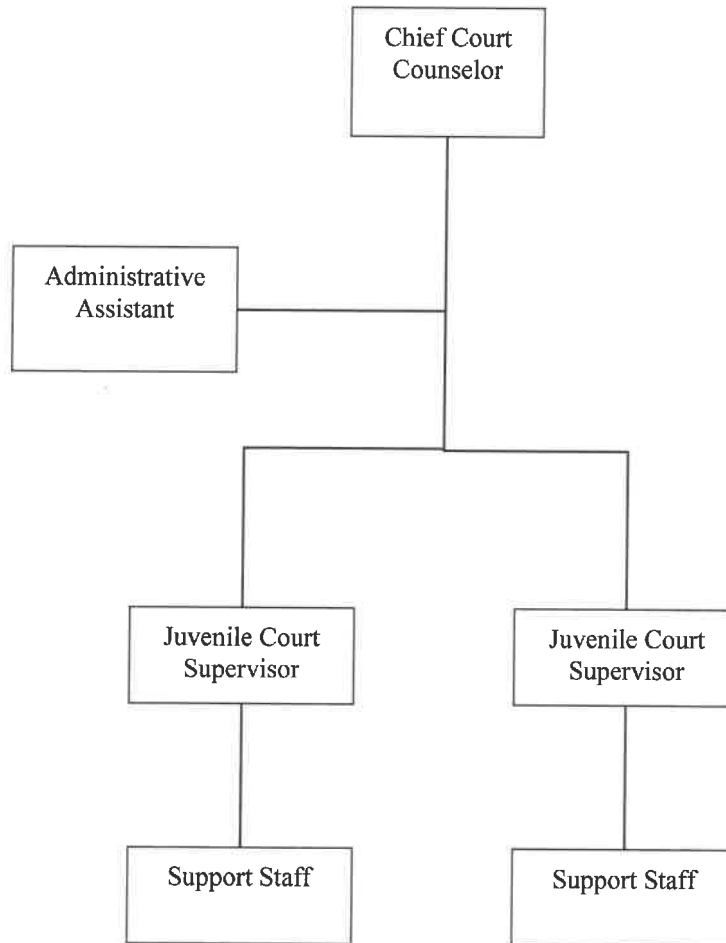 Chief Court
Counselor
Administrative
Assistant
Juvenile Court
Supervisor
Juvenile Court
Supervisor
Support Staff
Support Staff